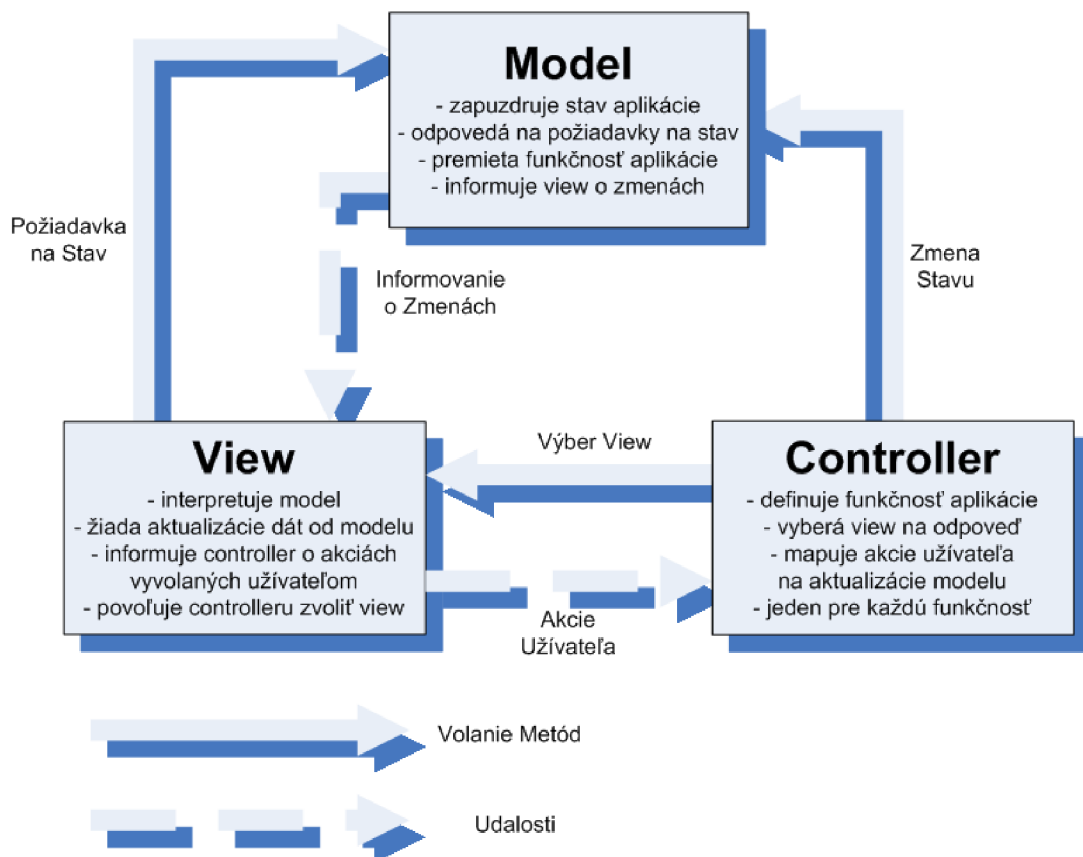 Model
- zapuzdruje stav aplikácie
- odpovedá na požiadavky na stav
- premieta funkčnosť aplikácie
- informuje view o zmenách
Požiadavka
na Stav
Informovanie
o Zmenách
Zmena
Stavu
View
- interpretuje model
- žiada aktualizácie dát od modelu
- informuje controller o akciách
vyvolaných užívateľom
- povoľuje controlleru zvoliť view
Výber View
Controller
- definuje funkčnosť aplikácie
- vyberá view na odpoveď
- mapuje akcie užívateľa
na aktualizácie modelu
- jeden pre každú funkčnosť
Akcie
Užívateľa
Volanie Metód
Udalosti